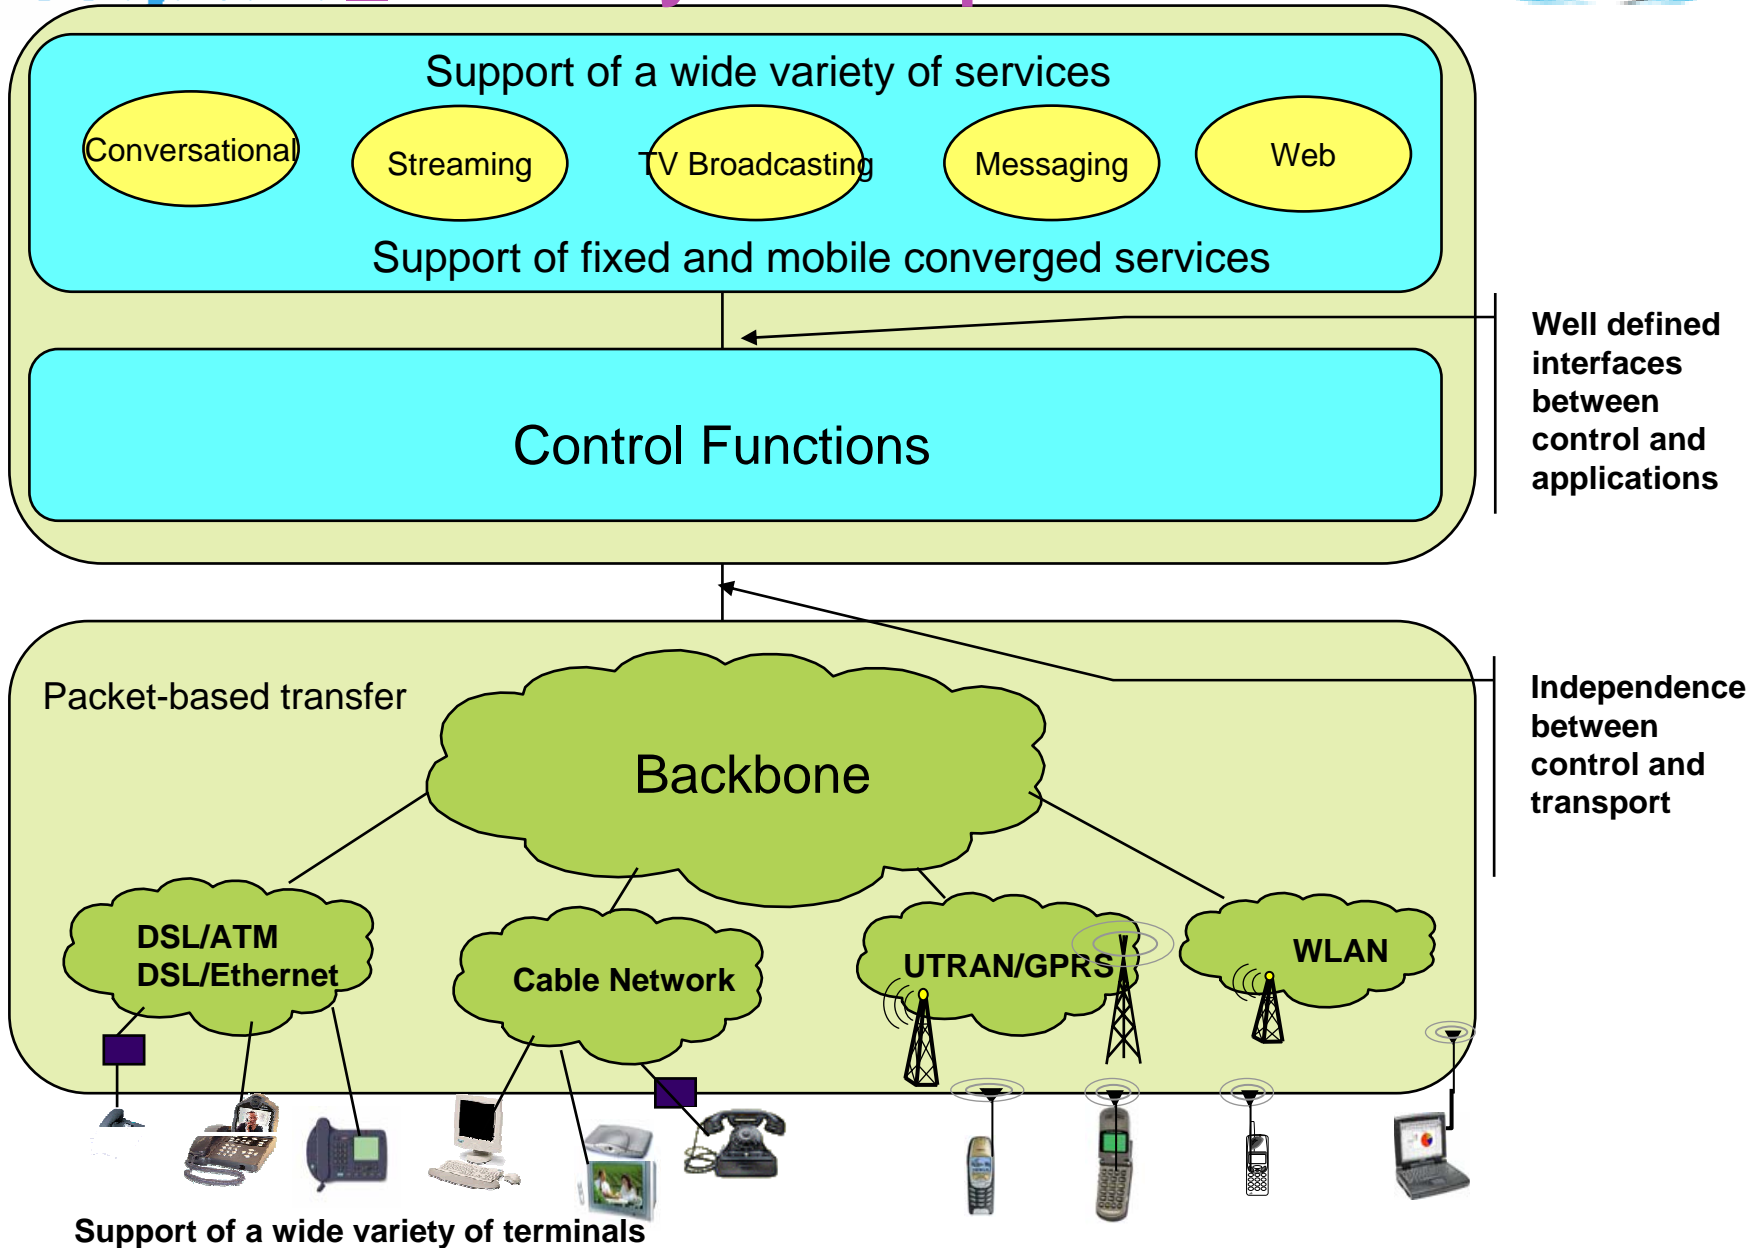 Support of a wide variety of services
Conversational
Streaming
TV Broadcasting
Messaging
Web
Support of fixed and mobile converged services
Well defined
interfaces
between
control and
applications
Control Functions
Packet-based transfer
Backbone
Independence
between
control and
transport
DSL/ATM
DSL/Ethernet
Cable Network
UTRAN/GPRS
WLAN
Support of a wide variety of terminals